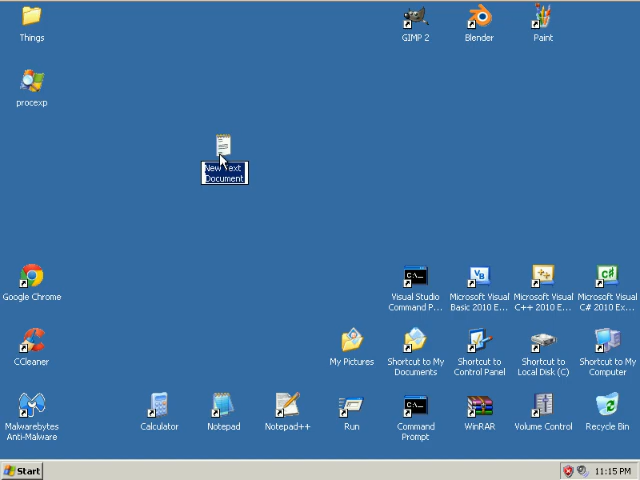 Things
GIMP 2
Blender
Paint
procexp
New Text
Document
Google Chrome
Visual Studio
Command P...
Microsoft Visual
Basic 2010 E...
Microsoft Visual
C++ 2010 E...
Microsoft Visual
C# 2010 Ex...
CCleaner
My Pictures
Shortcut to My
Documents
Shortcut to
Control Panel
Shortcut to
Local Disk (C)
Shortcut to My
Computer
Malwarebytes
Anti-Malware
Calculator
Notepad
Notepad++
Run
Command
Prompt
WinRAR
Volume Control
Recycle Bin
Start
11:15 PM